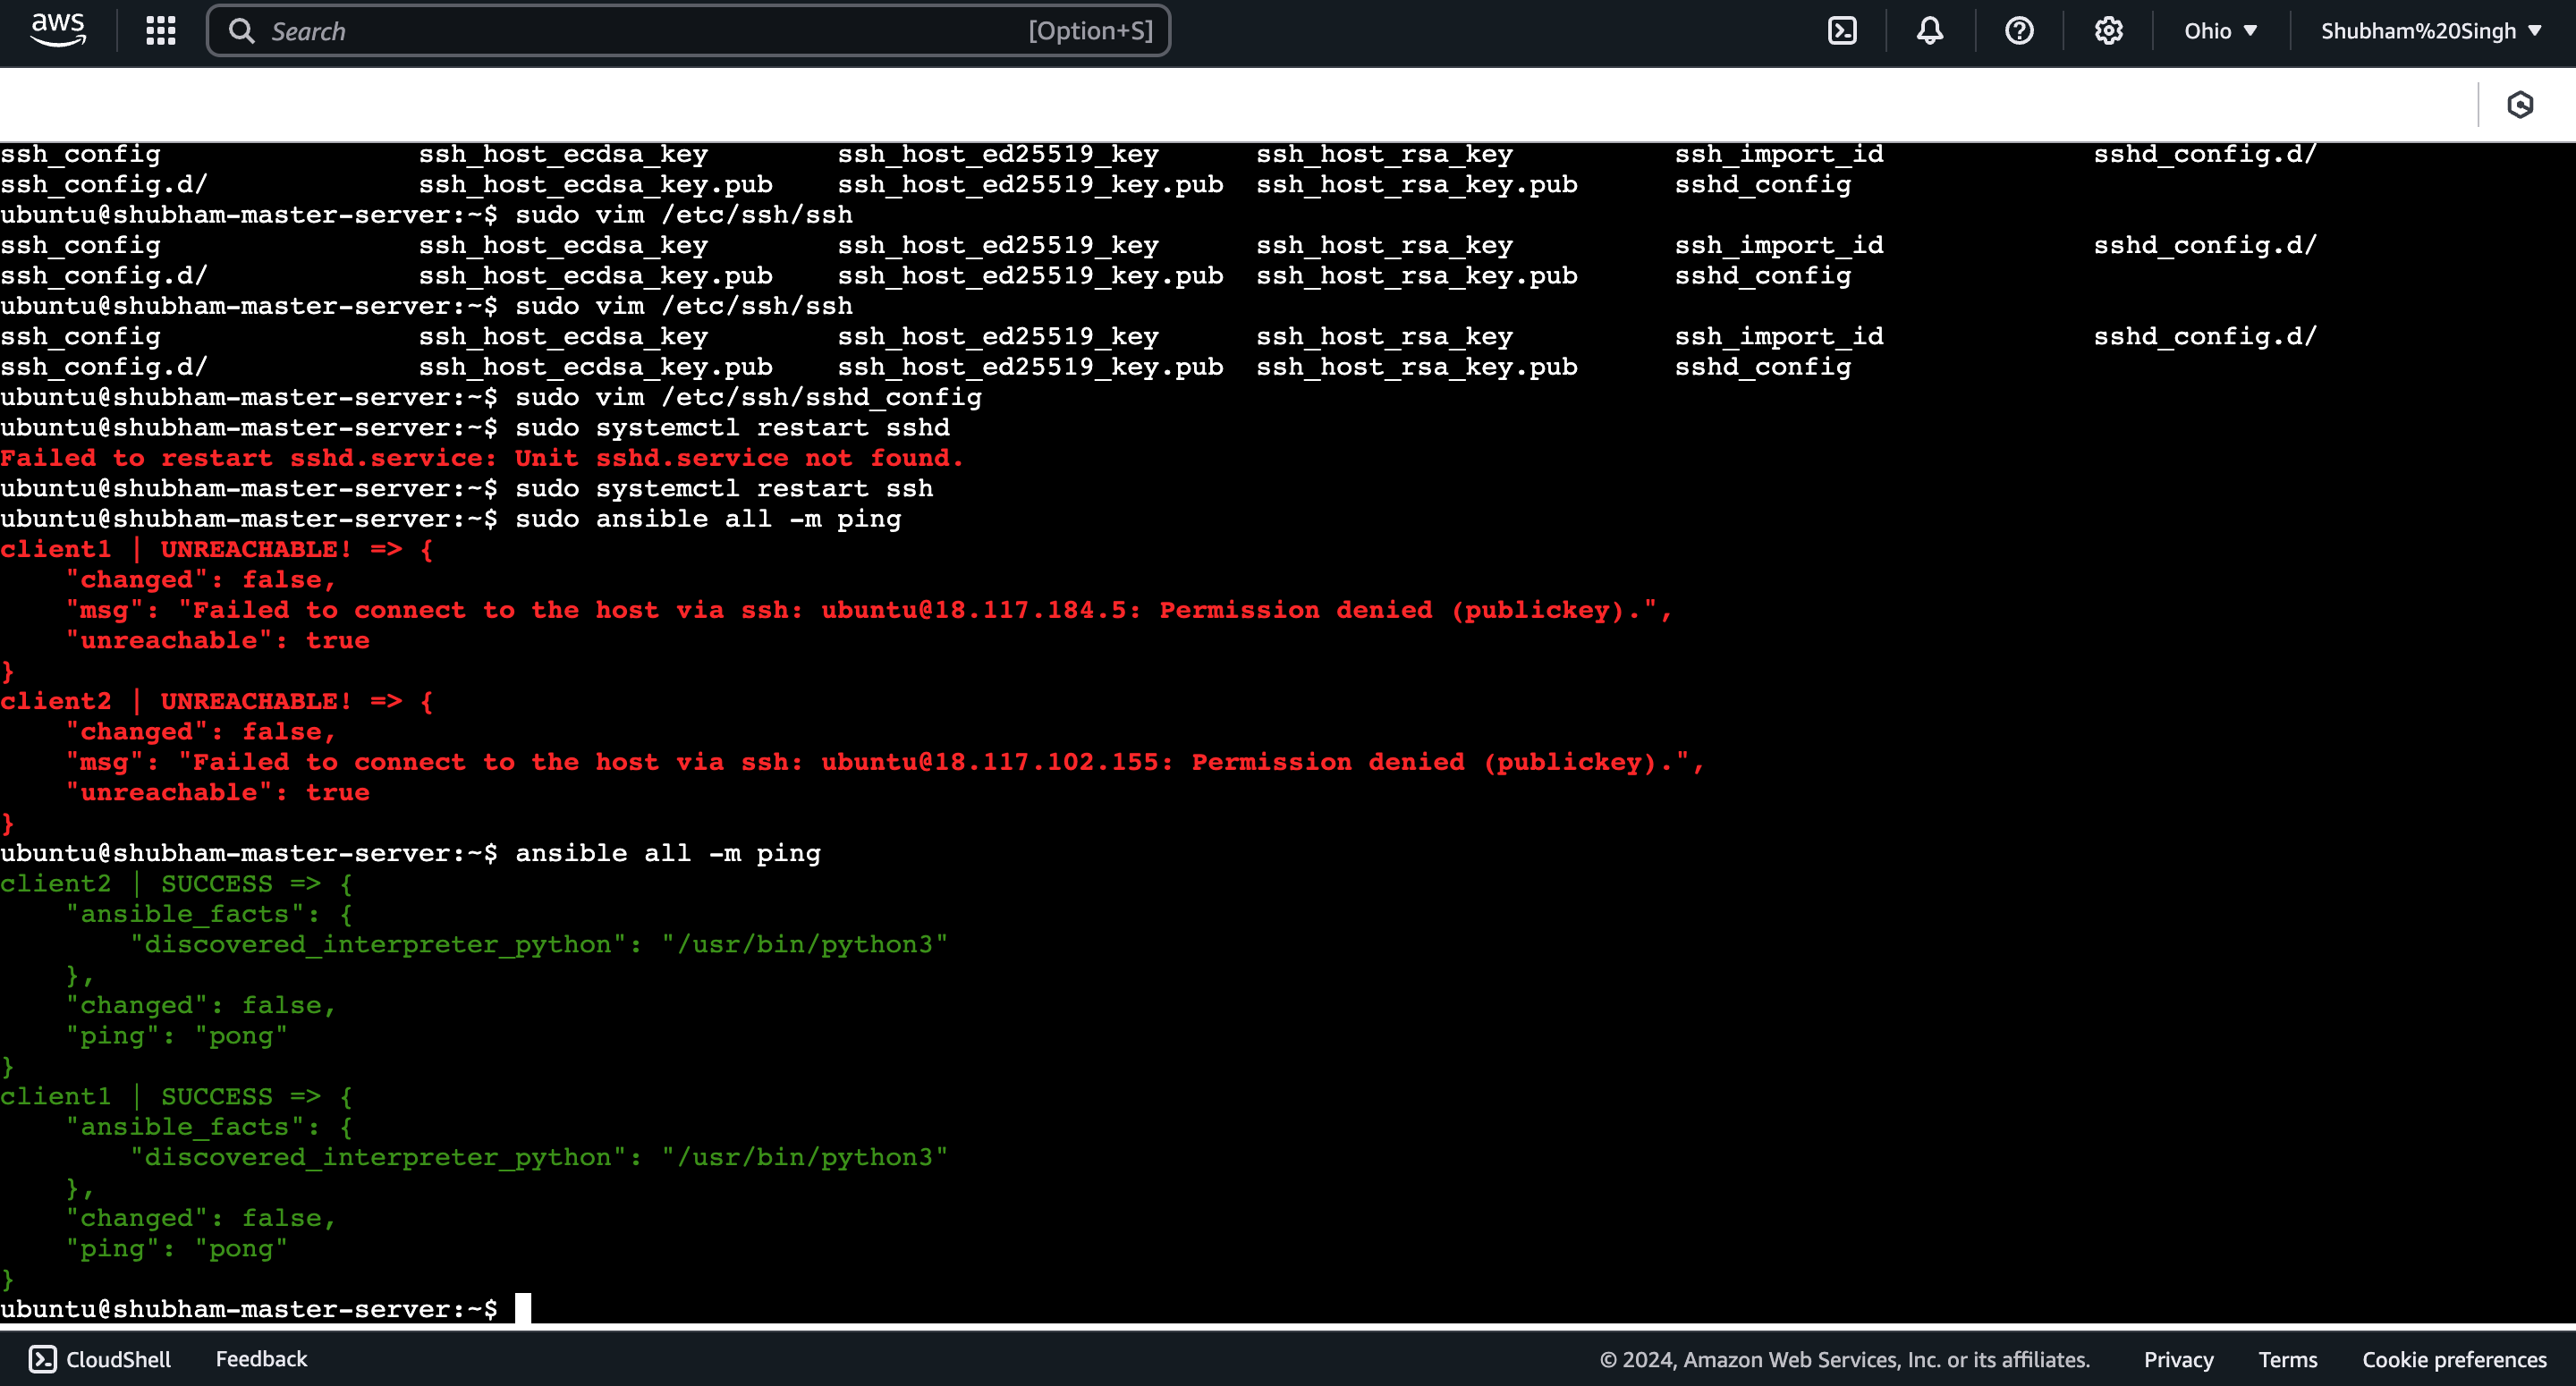 aws
Search [Option+S] Ohio Shubham%20Singh
ssh_config ssh_host_ecdsa_key ssh_host_ed25519_key ssh_host_rsa_key ssh_import_id sshd_config.d/
ssh_config.d/ ssh_host_ecdsa_key.pub ssh_host_ed25519_key.pub ssh_host_rsa_key.pub sshd_config
ubuntu@shubham-master-server:~$ sudo vim /etc/ssh/ssh
ssh_config ssh_host_ecdsa_key ssh_host_ed25519_key ssh_host_rsa_key ssh_import_id sshd_config.d/
ssh_config.d/ ssh_host_ecdsa_key.pub ssh_host_ed25519_key.pub ssh_host_rsa_key.pub sshd_config
ubuntu@shubham-master-server:~$ sudo vim /etc/ssh/ssh
ssh_config ssh_host_ecdsa_key ssh_host_ed25519_key ssh_host_rsa_key ssh_import_id sshd_config.d/
ssh_config.d/ ssh_host_ecdsa_key.pub ssh_host_ed25519_key.pub ssh_host_rsa_key.pub sshd_config
ubuntu@shubham-master-server:~$ sudo vim /etc/ssh/sshd_config
ubuntu@shubham-master-server:~$ sudo systemctl restart sshd
Failed to restart sshd.service: Unit sshd.service not found.
ubuntu@shubham-master-server:~$ sudo systemctl restart ssh
ubuntu@shubham-master-server:~$ sudo ansible all -m ping
client1 | UNREACHABLE! => {
    "changed": false,
    "msg": "Failed to connect to the host via ssh: ubuntu@18.117.184.5: Permission denied (publickey).",
    "unreachable": true
}
client2 | UNREACHABLE! => {
    "changed": false,
    "msg": "Failed to connect to the host via ssh: ubuntu@18.117.102.155: Permission denied (publickey).",
    "unreachable": true
}
ubuntu@shubham-master-server:~$ ansible all -m ping
client2 | SUCCESS => {
    "ansible_facts": {
        "discovered_interpreter_python": "/usr/bin/python3"
    },
    "changed": false,
    "ping": "pong"
}
client1 | SUCCESS => {
    "ansible_facts": {
        "discovered_interpreter_python": "/usr/bin/python3"
    },
    "changed": false,
    "ping": "pong"
}
ubuntu@shubham-master-server:~$
CloudShell Feedback © 2024, Amazon Web Services, Inc. or its affiliates. Privacy Terms Cookie preferences